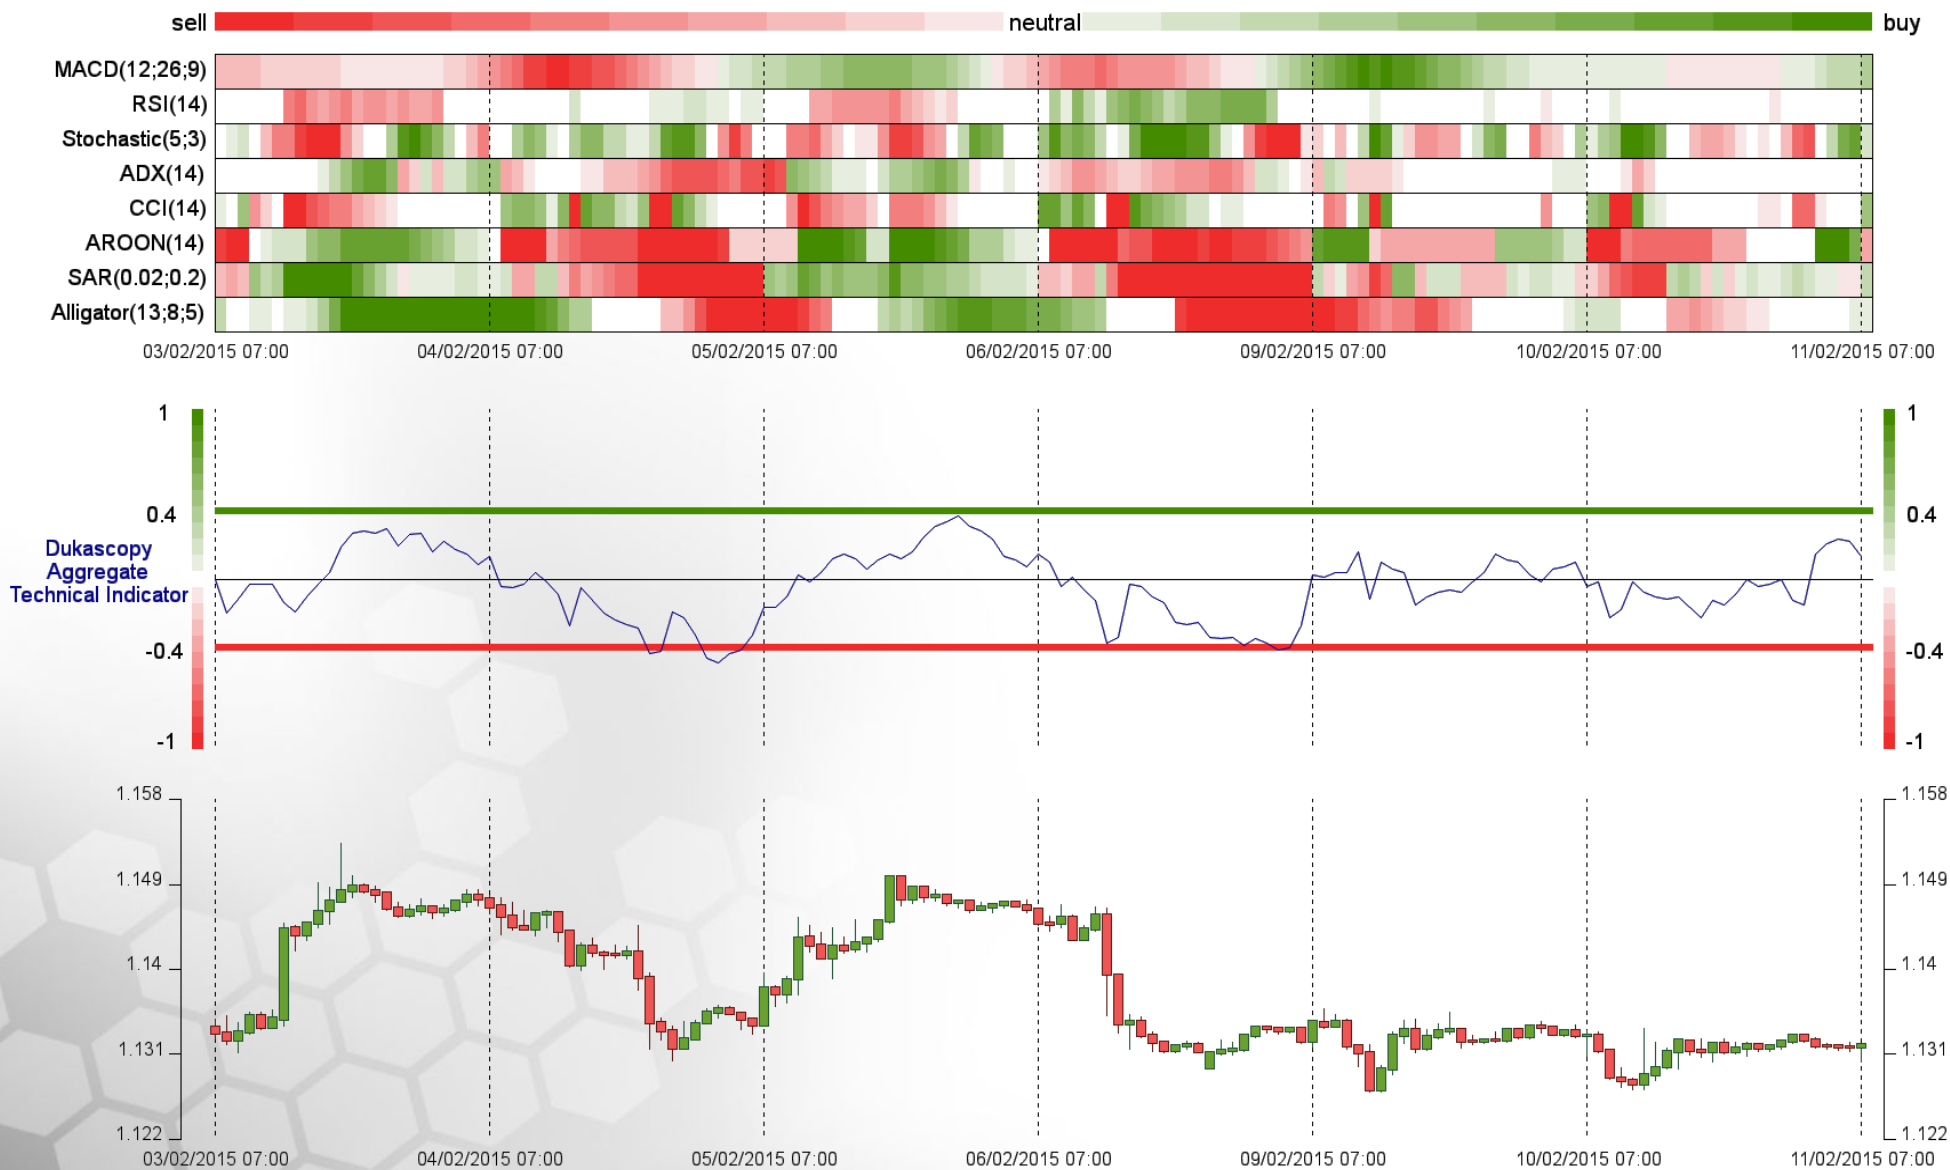 sell neutral buy
MACD(12;26;9)
RSI(14)
Stochastic(5;3)
ADX(14)
CCI(14)
AROON(14)
SAR(0.02;0.2)
Alligator(13;8;5)
03/02/2015 07:00 04/02/2015 07:00 05/02/2015 07:00 06/02/2015 07:00 09/02/2015 07:00 10/02/2015 07:00 11/02/2015 07:00
1 1
0.4 0.4
Dukascopy
Aggregate
Technical Indicator
-0.4 -0.4
-1 -1
1.158 1.158
1.149 1.149
1.14 1.14
1.131 1.131
1.122 1.122
03/02/2015 07:00 04/02/2015 07:00 05/02/2015 07:00 06/02/2015 07:00 09/02/2015 07:00 10/02/2015 07:00 11/02/2015 07:00